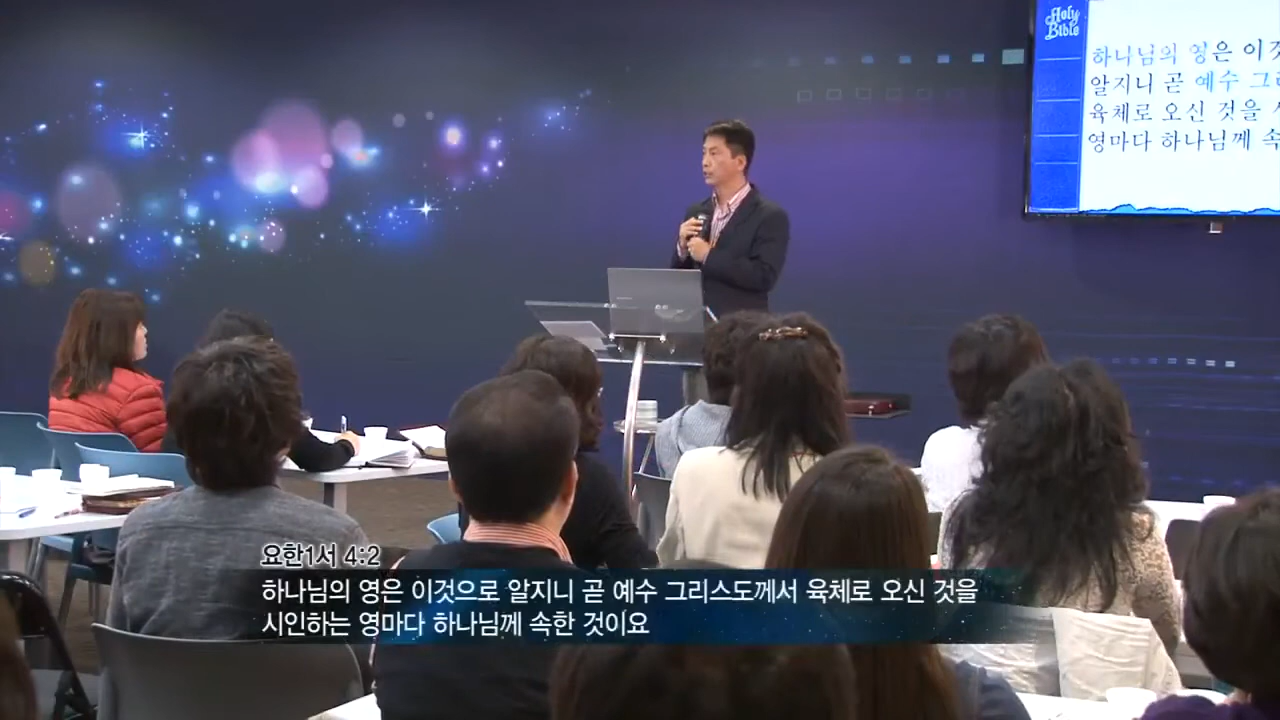 Holy
Bible
하나님의 영은 이것
알지니 곧 예수 그리
육체로 오신 것을 시
영마다 하나님께 속
요한1서 4:2
하나님의 영은 이것으로 알지니 곧 예수 그리스도께서 육체로 오신 것을
시인하는 영마다 하나님께 속한 것이요